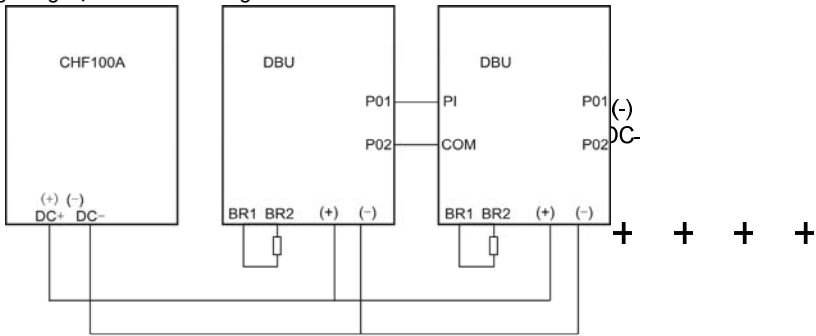 CHF100A
DBU
DBU
P01
PI
P01
(-)
P02
COM
P02
DC-
(+) (-)
DC+ DC-
BR1 BR2 (+) (-)
BR1 BR2 (+) (-)
+ + + +